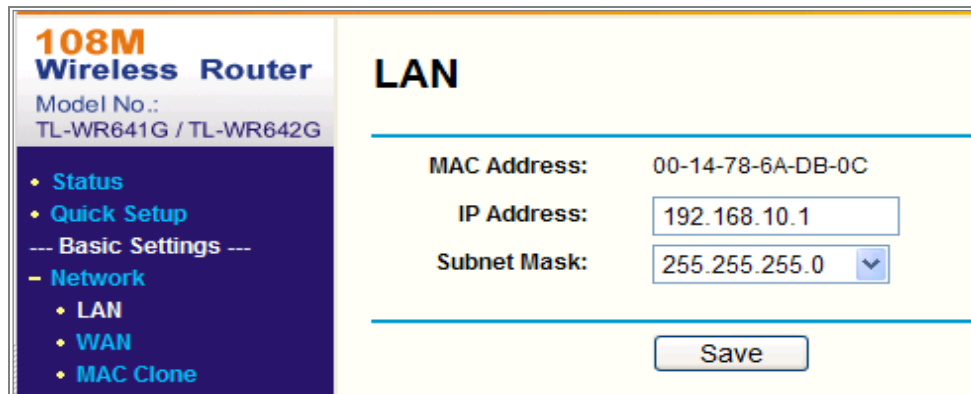 108M
Wireless Router
Model No.:
TL-WR641G / TL-WR642G
• Status
• Quick Setup
--- Basic Settings ---
– Network
• LAN
• WAN
• MAC Clone
LAN
MAC Address: 00-14-78-6A-DB-0C
IP Address: 192.168.10.1
Subnet Mask: 255.255.255.0
Save